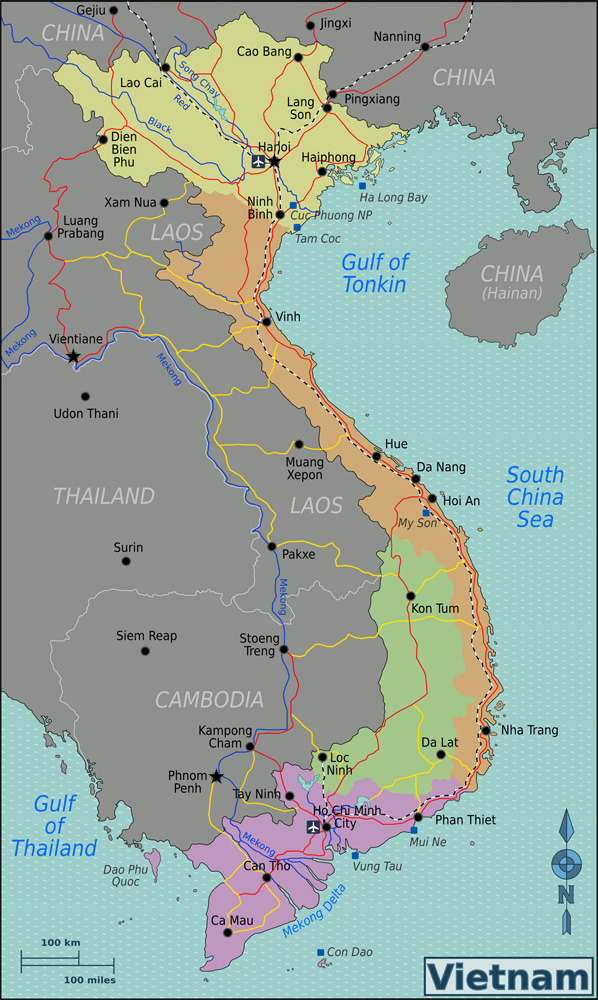 Gejiu
CHINA
Jingxi
Nanning
Cao Bang
CHINA
Lao Cai
Song Chay
Red
Lang
Son
Pingxiang
Black
Dien
Bien
Phu
Hanoi
Haiphong
Ha Long Bay
Xam Nua
Ninh
Binh
Cuc Phuong NP
Tam Coc
Mekong
Luang
Prabang
LAOS
Gulf of
Tonkin
CHINA
(Hainan)
Vinh
Mekong
Vientiane
Mekong
Udon Thani
Hue
Muang
Xepon
Da Nang
Hoi An
THAILAND
LAOS
My Son
South
China
Sea
Surin
Pakxe
Mekong
Kon Tum
Siem Reap
Stoeng
Treng
CAMBODIA
Kampong
Cham
Nha Trang
Da Lat
Loc
Ninh
Phnom
Penh
Tay Ninh
Ho Chi Minh
City
Phan Thiet
Mui Ne
Gulf
of
Thailand
Mekong
Vung Tau
Dao Phu
Quoc
Can Tho
Mekong Delta
Ca Mau
N
100 km
100 miles
Con Dao
Vietnam